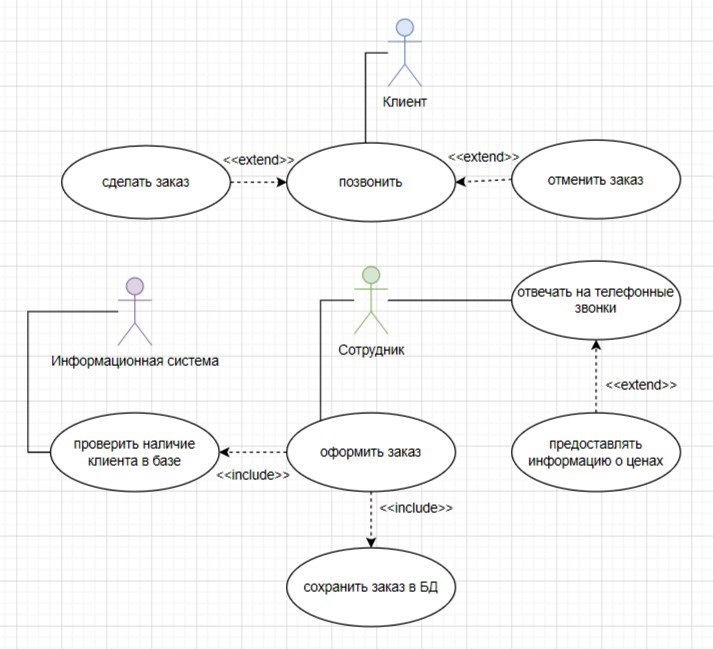 Клиент
<<extend>>
<<extend>>
сделать заказ
позвонить
отменить заказ
отвечать на телефонные
звонки
Информационная система
Сотрудник
<<extend>>
проверить наличие
клиента в базе
оформить заказ
предоставлять
информацию о ценах
<<include>>
<<include>>
сохранить заказ в БД